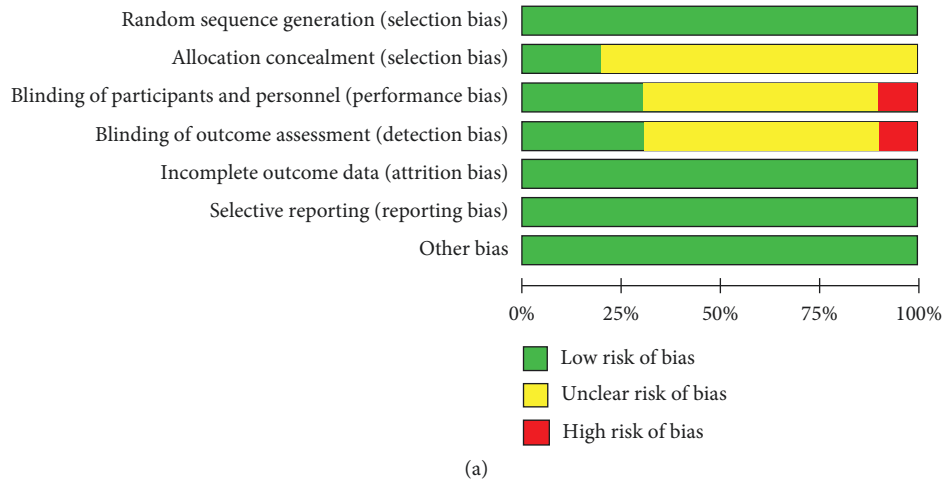 Random sequence generation (selection bias)
Allocation concealment (selection bias)
Blinding of participants and personnel (performance bias)
Blinding of outcome assessment (detection bias)
Incomplete outcome data (attrition bias)
Selective reporting (reporting bias)
Other bias
0% 25% 50% 75% 100%
Low risk of bias
Unclear risk of bias
High risk of bias
(a)